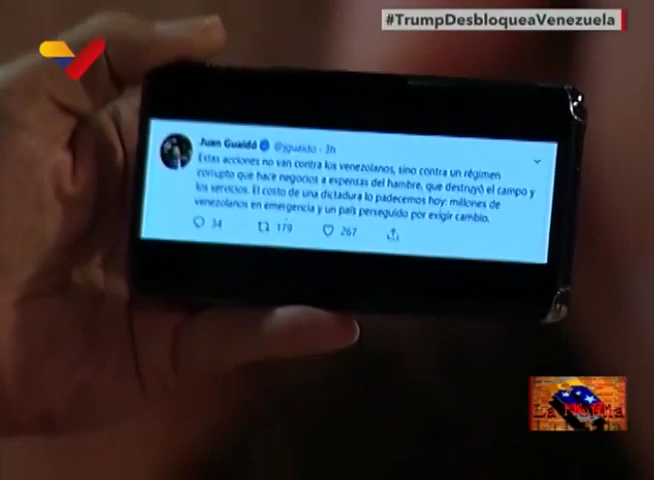 #TrumpDesbloqueaVenezuela
Juan Guaidó @jguaido · 3h
Estas acciones no van contra los venezolanos, sino contra un régimen
corrupto que hace negocios a expensas del hambre, que destruyó el campo y
los servicios. El costo de una dictadura lo padecemos hoy: millones de
venezolanos en emergencia y un país perseguido por exigir cambio.
34 179 267